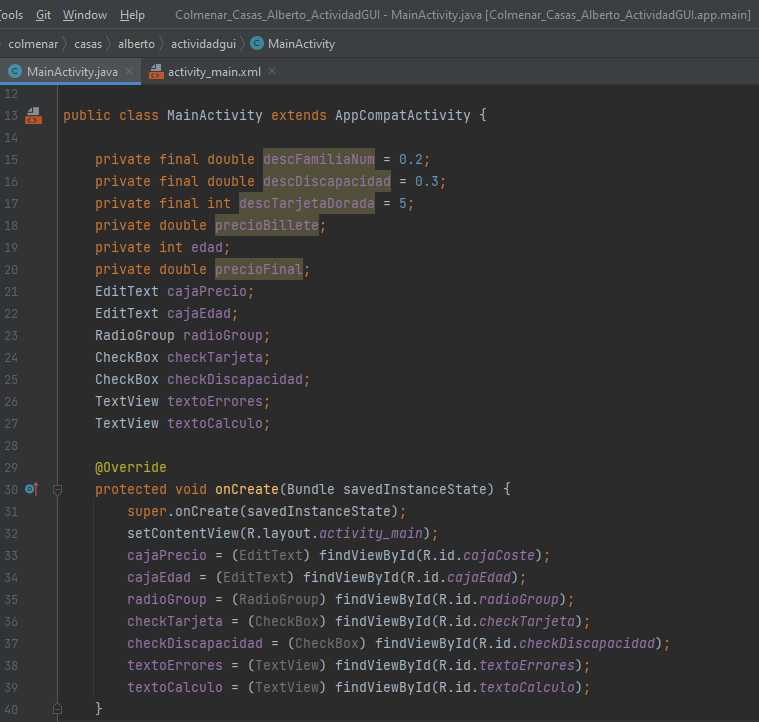 ools Git Window Help Colmenar_Casas_Alberto_ActividadGUI - MainActivity.java [Colmenar_Casas_Alberto_ActividadGUI.app.main]
colmenar casas alberto actividadgui MainActivity
MainActivity.java activity_main.xml
12
13 public class MainActivity extends AppCompatActivity {
14
15 private final double descFamiliaNum = 0.2;
16 private final double descDiscapacidad = 0.3;
17 private final int descTarjetaDorada = 5;
18 private double precioBillete;
19 private int edad;
20 private double precioFinal;
21 EditText cajaPrecio;
22 EditText cajaEdad;
23 RadioGroup radioGroup;
24 CheckBox checkTarjeta;
25 CheckBox checkDiscapacidad;
26 TextView textoErrores;
27 TextView textoCalculo;
28
29 @Override
30 protected void onCreate(Bundle savedInstanceState) {
31 super.onCreate(savedInstanceState);
32 setContentView(R.layout.activity_main);
33 cajaPrecio = (EditText) findViewById(R.id.cajaCoste);
34 cajaEdad = (EditText) findViewById(R.id.cajaEdad);
35 radioGroup = (RadioGroup) findViewById(R.id.radioGroup);
36 checkTarjeta = (CheckBox) findViewById(R.id.checkTarjeta);
37 checkDiscapacidad = (CheckBox) findViewById(R.id.checkDiscapacidad);
38 textoErrores = (TextView) findViewById(R.id.textoErrores);
39 textoCalculo = (TextView) findViewById(R.id.textoCalculo);
40 }